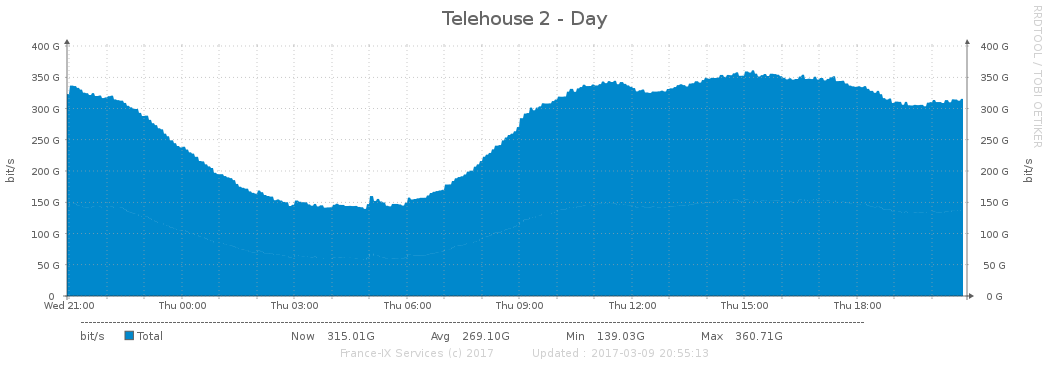 Telehouse 2 - Day
RRDTOOL / TOBI OETIKER
400 G 400 G
350 G 350 G
300 G 300 G
250 G 250 G
200 G 200 G
150 G 150 G
100 G 100 G
50 G 50 G
0 0 G
bit/s bit/s
Wed 21:00 Thu 00:00 Thu 03:00 Thu 06:00 Thu 09:00 Thu 12:00 Thu 15:00 Thu 18:00
bit/s Total Now 315.01G Avg 269.10G Min 139.03G Max 360.71G
France-IX Services (c) 2017 Updated : 2017-03-09 20:55:13